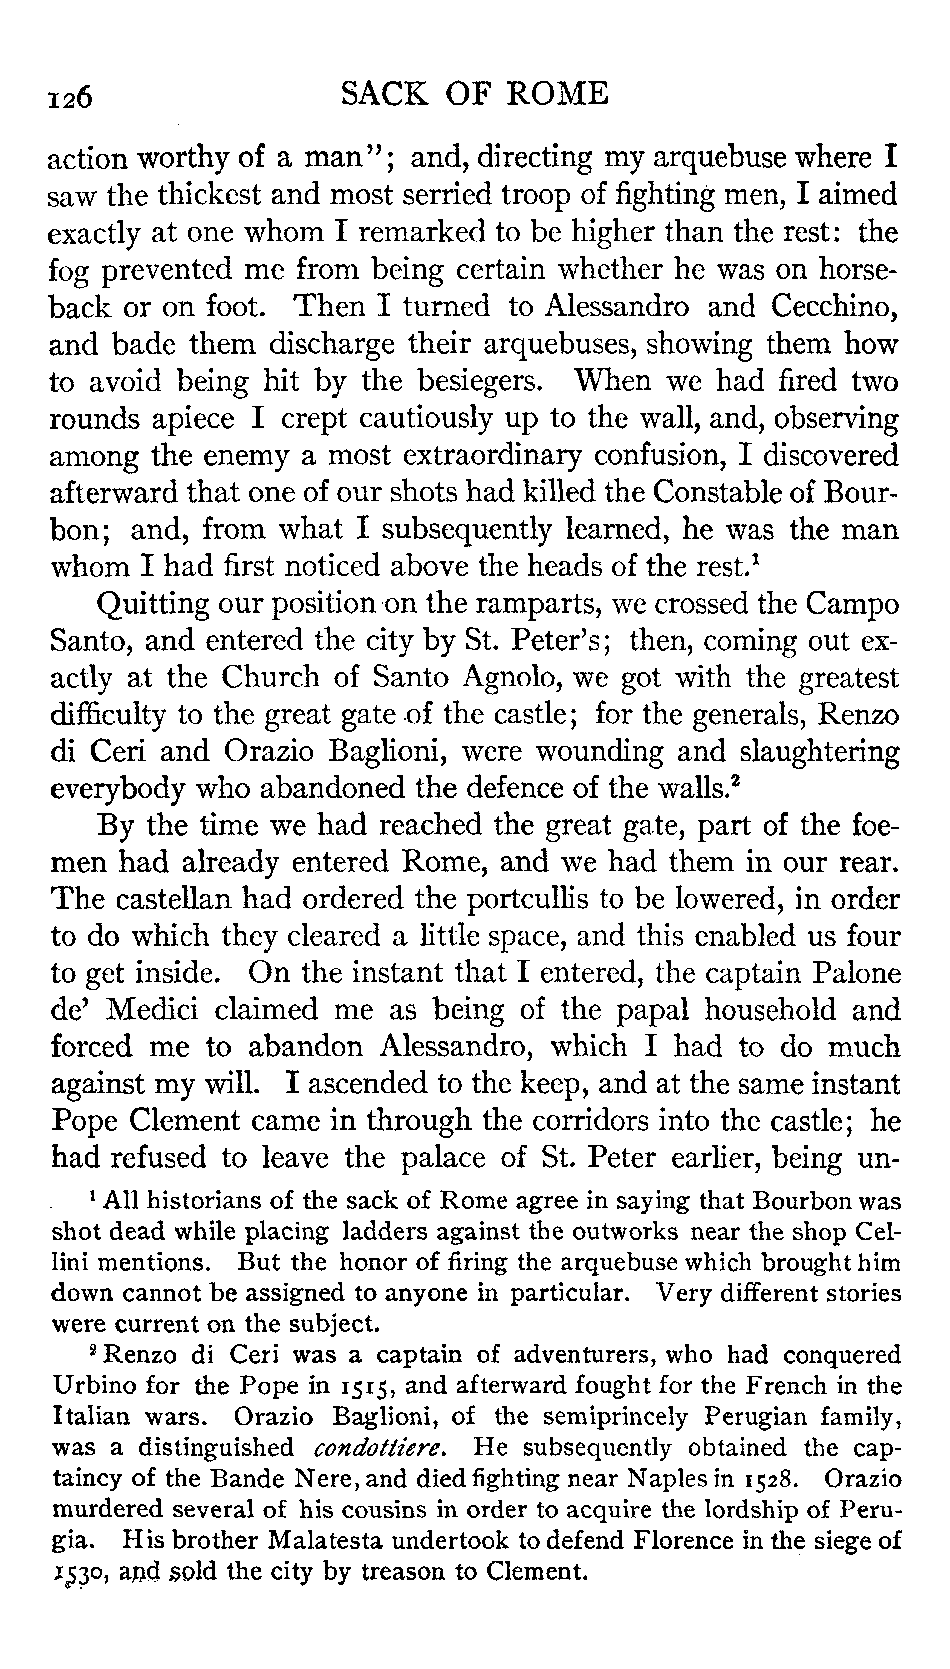 126 SACK OF ROME
action worthy of a man"; and, directing my arquebuse where I
saw the thickest and most serried troop of fighting men, I aimed
exactly at one whom I remarked to be higher than the rest: the
fog prevented me from being certain whether he was on horse-
back or on foot. Then I turned to Alessandro and Cecchino,
and bade them discharge their arquebuses, showing them how
to avoid being hit by the besiegers. When we had fired two
rounds apiece I crept cautiously up to the wall, and, observing
among the enemy a most extraordinary confusion, I discovered
afterward that one of our shots had killed the Constable of Bour-
bon; and, from what I subsequently learned, he was the man
whom I had first noticed above the heads of the rest.¹
Quitting our position on the ramparts, we crossed the Campo
Santo, and entered the city by St. Peter's; then, coming out ex-
actly at the Church of Santo Agnolo, we got with the greatest
difficulty to the great gate of the castle; for the generals, Renzo
di Ceri and Orazio Baglioni, were wounding and slaughtering
everybody who abandoned the defence of the walls.²
By the time we had reached the great gate, part of the foe-
men had already entered Rome, and we had them in our rear.
The castellan had ordered the portcullis to be lowered, in order
to do which they cleared a little space, and this enabled us four
to get inside. On the instant that I entered, the captain Palone
de' Medici claimed me as being of the papal household and
forced me to abandon Alessandro, which I had to do much
against my will. I ascended to the keep, and at the same instant
Pope Clement came in through the corridors into the castle; he
had refused to leave the palace of St. Peter earlier, being un-
¹ All historians of the sack of Rome agree in saying that Bourbon was
shot dead while placing ladders against the outworks near the shop Cel-
lini mentions. But the honor of firing the arquebuse which brought him
down cannot be assigned to anyone in particular. Very different stories
were current on the subject.
² Renzo di Ceri was a captain of adventurers, who had conquered
Urbino for the Pope in 1515, and afterward fought for the French in the
Italian wars. Orazio Baglioni, of the semiprincely Perugian family,
was a distinguished condottiere. He subsequently obtained the cap-
taincy of the Bande Nere, and died fighting near Naples in 1528. Orazio
murdered several of his cousins in order to acquire the lordship of Peru-
gia. His brother Malatesta undertook to defend Florence in the siege of
1530, and sold the city by treason to Clement.